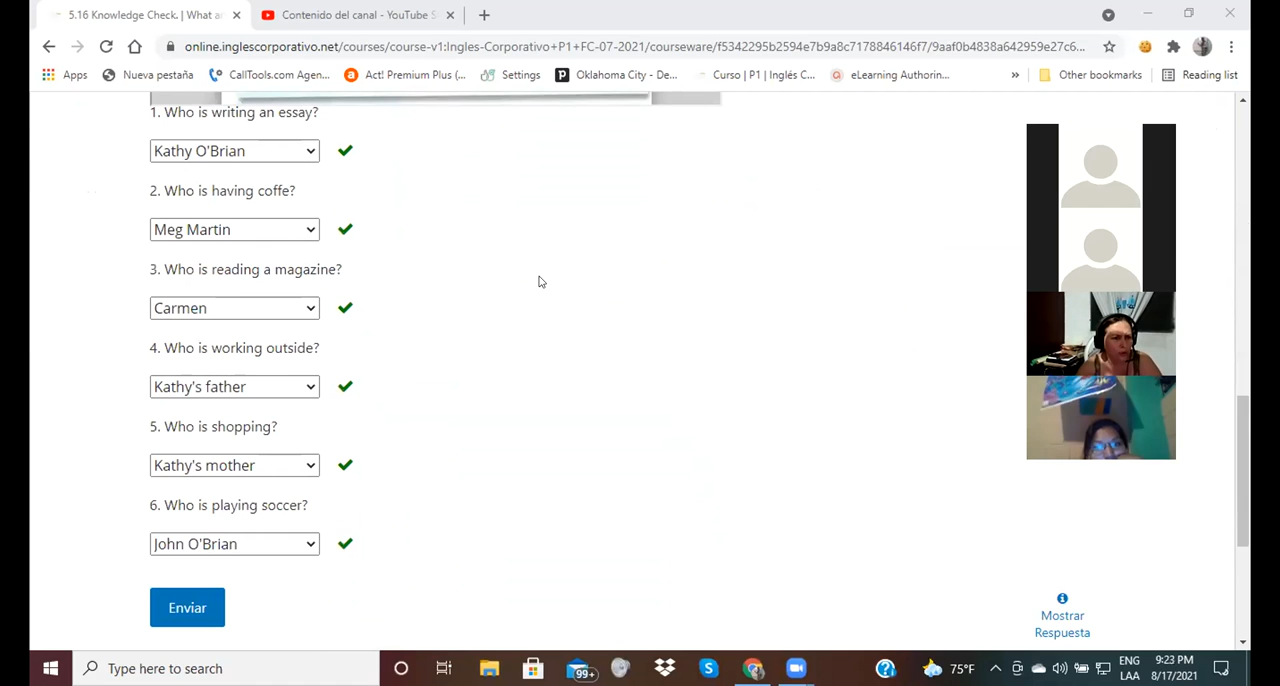 5.16 Knowledge Check. | What a
Contenido del canal - YouTube S
online.inglescorporativo.net/courses/course-v1:Ingles-Corporativo+P1+FC-07-2021/courseware/f5342295b2594e7b9a8c7178846146f7/9aaf0b4838a642959e27c6...
Apps
Nueva pestaña
CallTools.com Agen...
Act! Premium Plus (...
Settings
Oklahoma City - De...
Curso | P1 | Inglés C...
eLearning Authorin...
»
Other bookmarks
Reading list
1. Who is writing an essay?
Kathy O'Brian
2. Who is having coffe?
Meg Martin
3. Who is reading a magazine?
Carmen
4. Who is working outside?
Kathy's father
5. Who is shopping?
Kathy's mother
6. Who is playing soccer?
John O'Brian
Enviar
Mostrar
Respuesta
Type here to search
99+
75°F
ENG
LAA
9:23 PM
8/17/2021